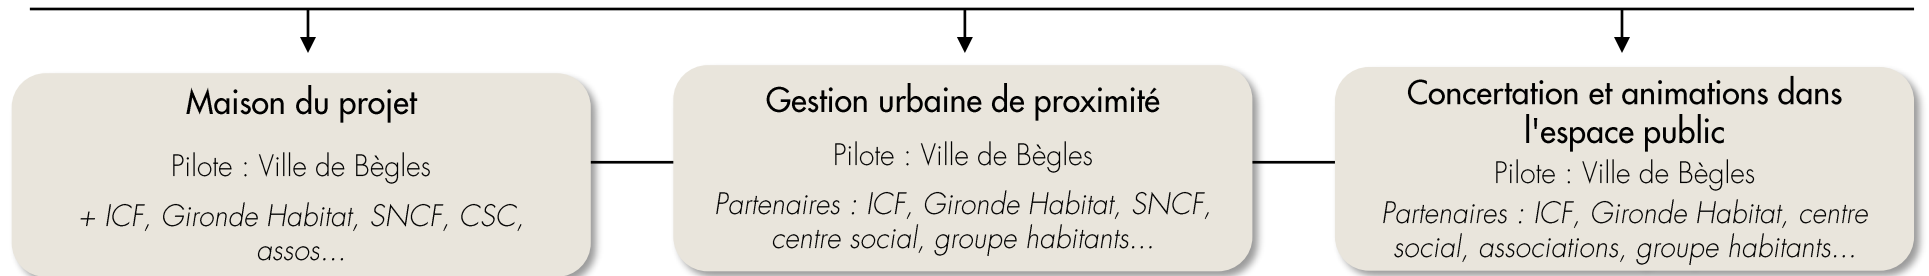 Maison du projet
Pilote : Ville de Bègles
+ ICF, Gironde Habitat, SNCF, CSC,
assos...
Gestion urbaine de proximité
Pilote : Ville de Bègles
Partenaires : ICF, Gironde Habitat, SNCF,
centre social, groupe habitants...
Concertation et animations dans
l'espace public
Pilote : Ville de Bègles
Partenaires : ICF, Gironde Habitat, centre
social, associations, groupe habitants...